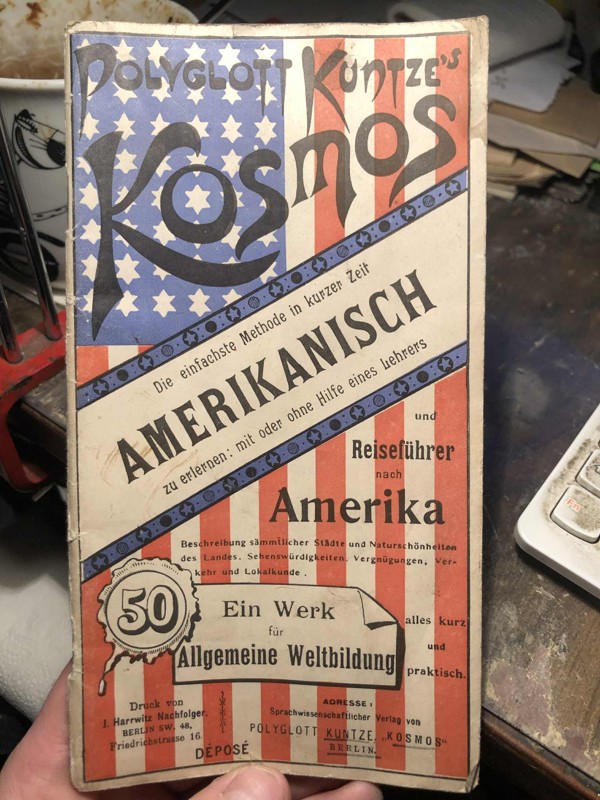 POLYGLOTT KUNTZE'S
KOSMOS
Die einfachste Methode in kurzer Zeit
AMERIKANISCH
zu erlernen: mit oder ohne Hilfe eines Lehrers
und
Reiseführer
nach
Amerika
Beschreibung sämmtlicher Städte und Naturschönheiten
des Landes. Sehenswürdigkeiten. Vergnügungen, Ver-
kehr und Lokalkunde.
50
Ein Werk
für
Allgemeine Weltbildung
alles kurz
und
praktisch.
Druck von
J. Harrwitz Nachfolger.
BERLIN SW. 48,
Friedrichstrasse 16
DÉPOSÉ
ADRESSE:
Sprachwissenschaftlicher Verlag von
POLYGLOTT KUNTZE. „KOSMOS"
BERLIN.